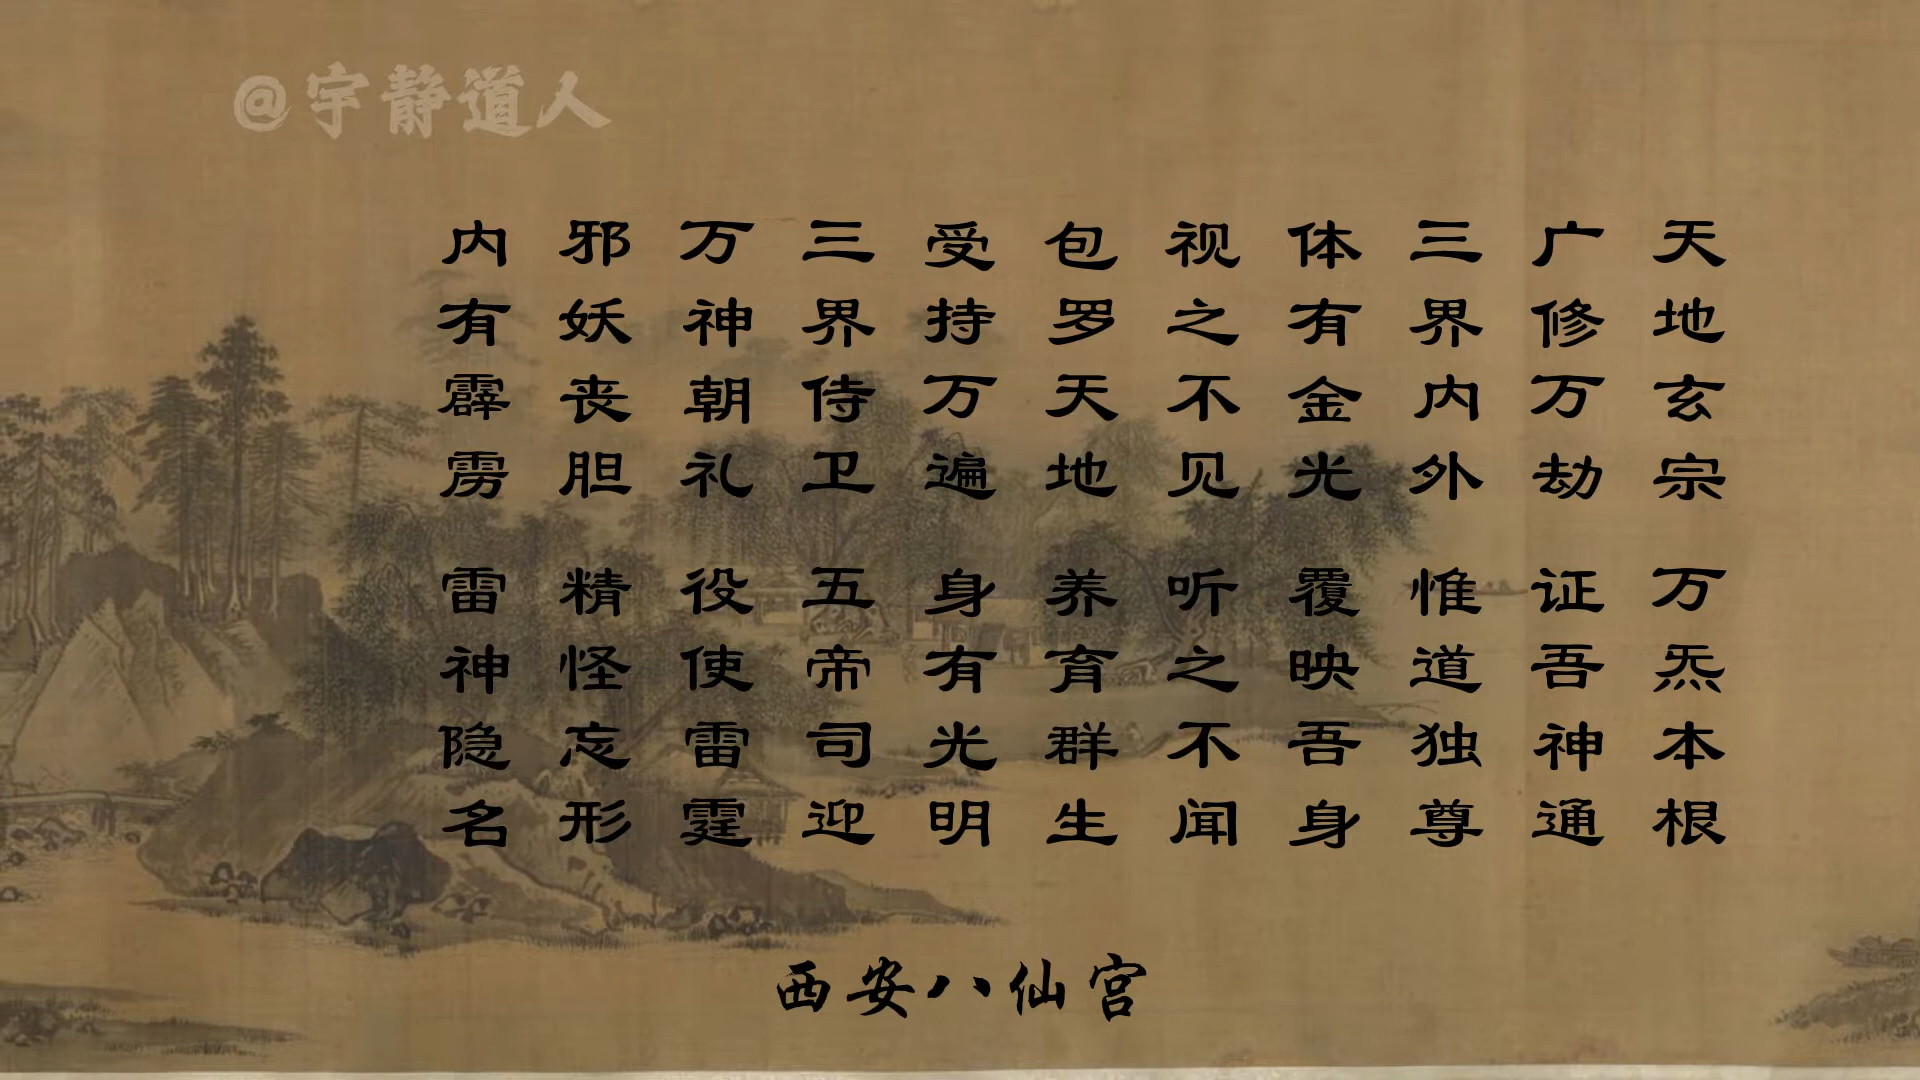 @宇静道人
天地玄宗 万炁本根
广修万劫 证吾神通
三界内外 惟道独尊
体有金光 覆映吾身
视之不见 听之不闻
包罗天地 养育群生
受持万遍 身有光明
三界侍卫 五帝司迎
万神朝礼 役使雷霆
邪妖丧胆 精怪忘形
内有霹雳 雷神隐名
西安八仙宫